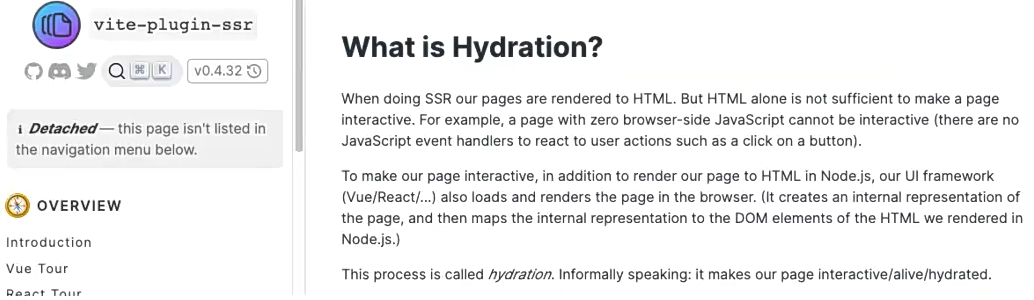 vite-plugin-ssr
⌘ K
v0.4.32
i Detached — this page isn't listed in
the navigation menu below.
OVERVIEW
Introduction
Vue Tour
React Tour
What is Hydration?
When doing SSR our pages are rendered to HTML. But HTML alone is not sufficient to make a page
interactive. For example, a page with zero browser-side JavaScript cannot be interactive (there are no
JavaScript event handlers to react to user actions such as a click on a button).
To make our page interactive, in addition to render our page to HTML in Node.js, our UI framework
(Vue/React/...) also loads and renders the page in the browser. (It creates an internal representation of
the page, and then maps the internal representation to the DOM elements of the HTML we rendered in
Node.js.)
This process is called hydration. Informally speaking: it makes our page interactive/alive/hydrated.